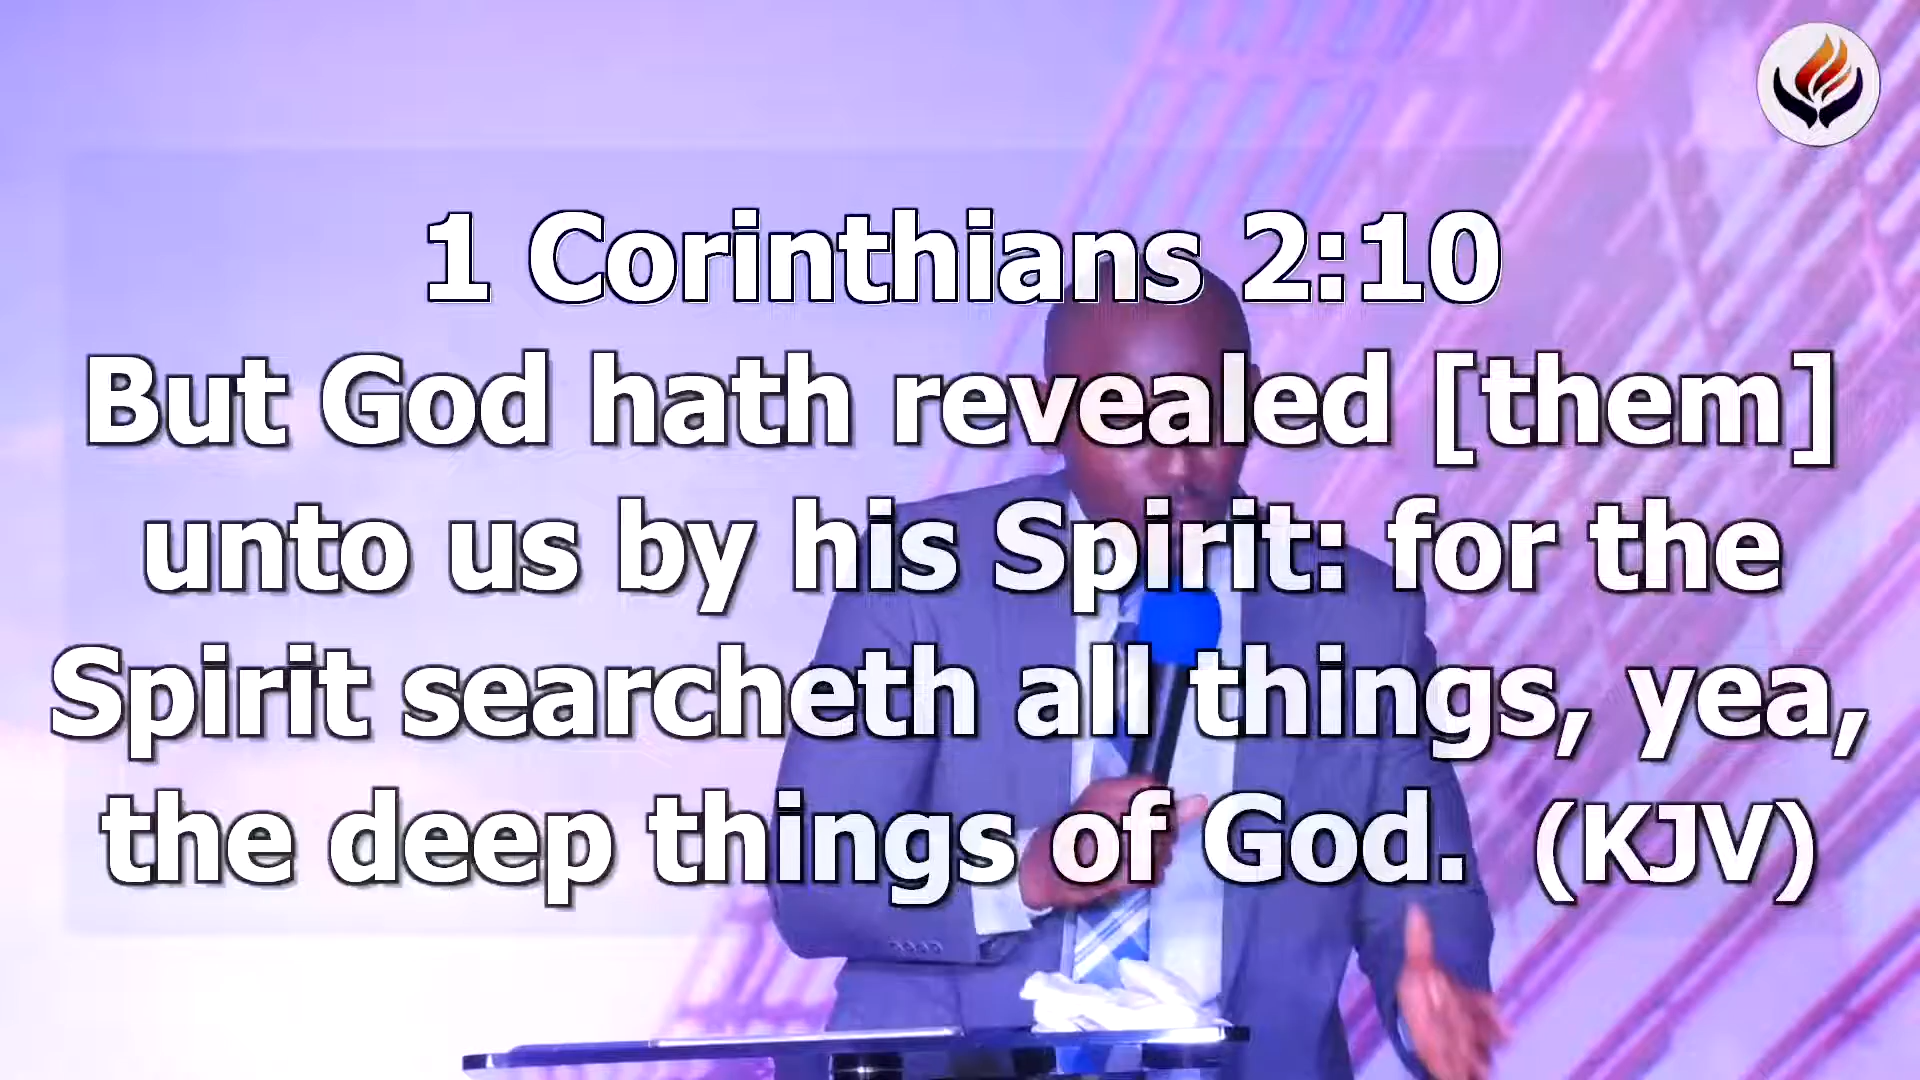 1 Corinthians 2:10
But God hath revealed [them]
unto us by his Spirit: for the
Spirit searcheth all things, yea,
the deep things of God.  (KJV)